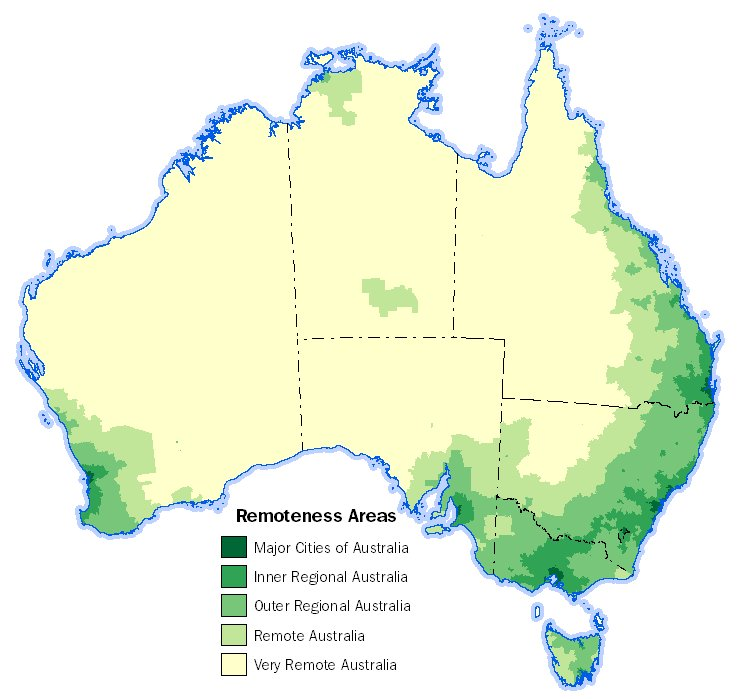 Remoteness Areas
Major Cities of Australia
Inner Regional Australia
Outer Regional Australia
Remote Australia
Very Remote Australia